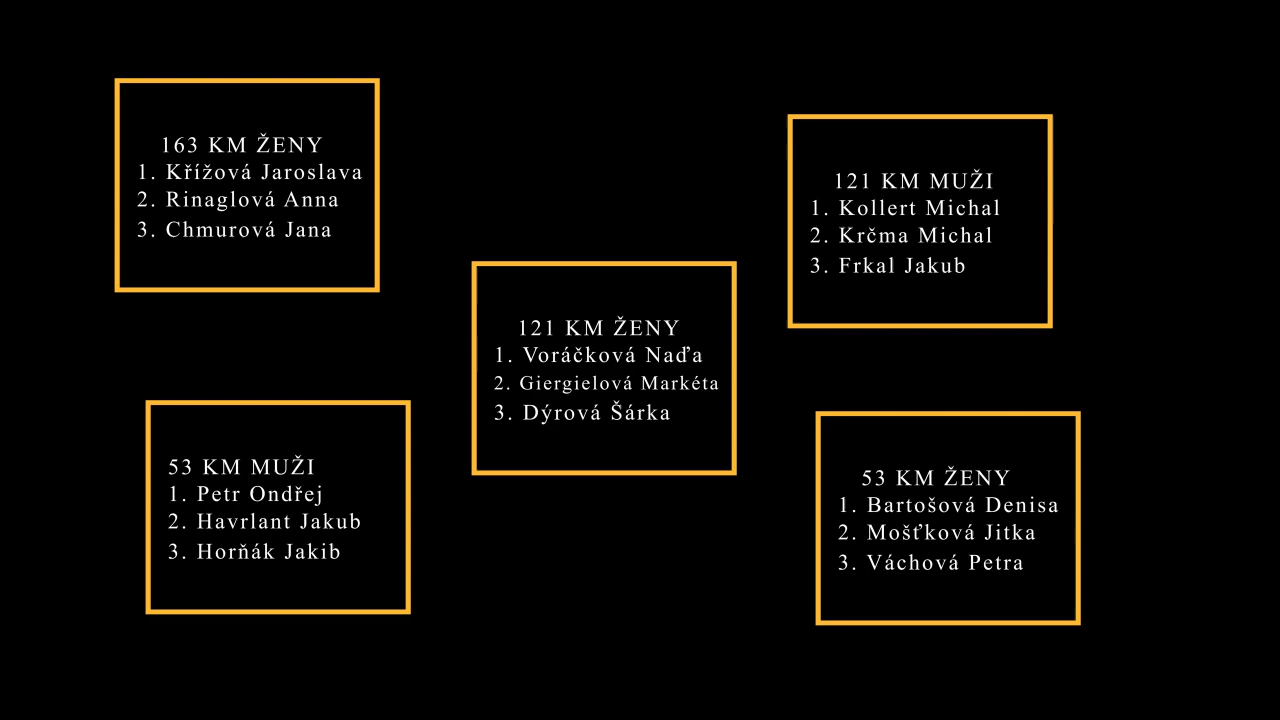 163 KM ŽENY
1. Křížová Jaroslava
2. Rinaglová Anna
3. Chmurová Jana
121 KM MUŽI
1. Kollert Michal
2. Krčma Michal
3. Frkal Jakub
121 KM ŽENY
1. Voráčková Naďa
2. Giergielová Markéta
3. Dýrová Šárka
53 KM MUŽI
1. Petr Ondřej
2. Havrlant Jakub
3. Horňák Jakib
53 KM ŽENY
1. Bartošová Denisa
2. Mošťková Jitka
3. Váchová Petra